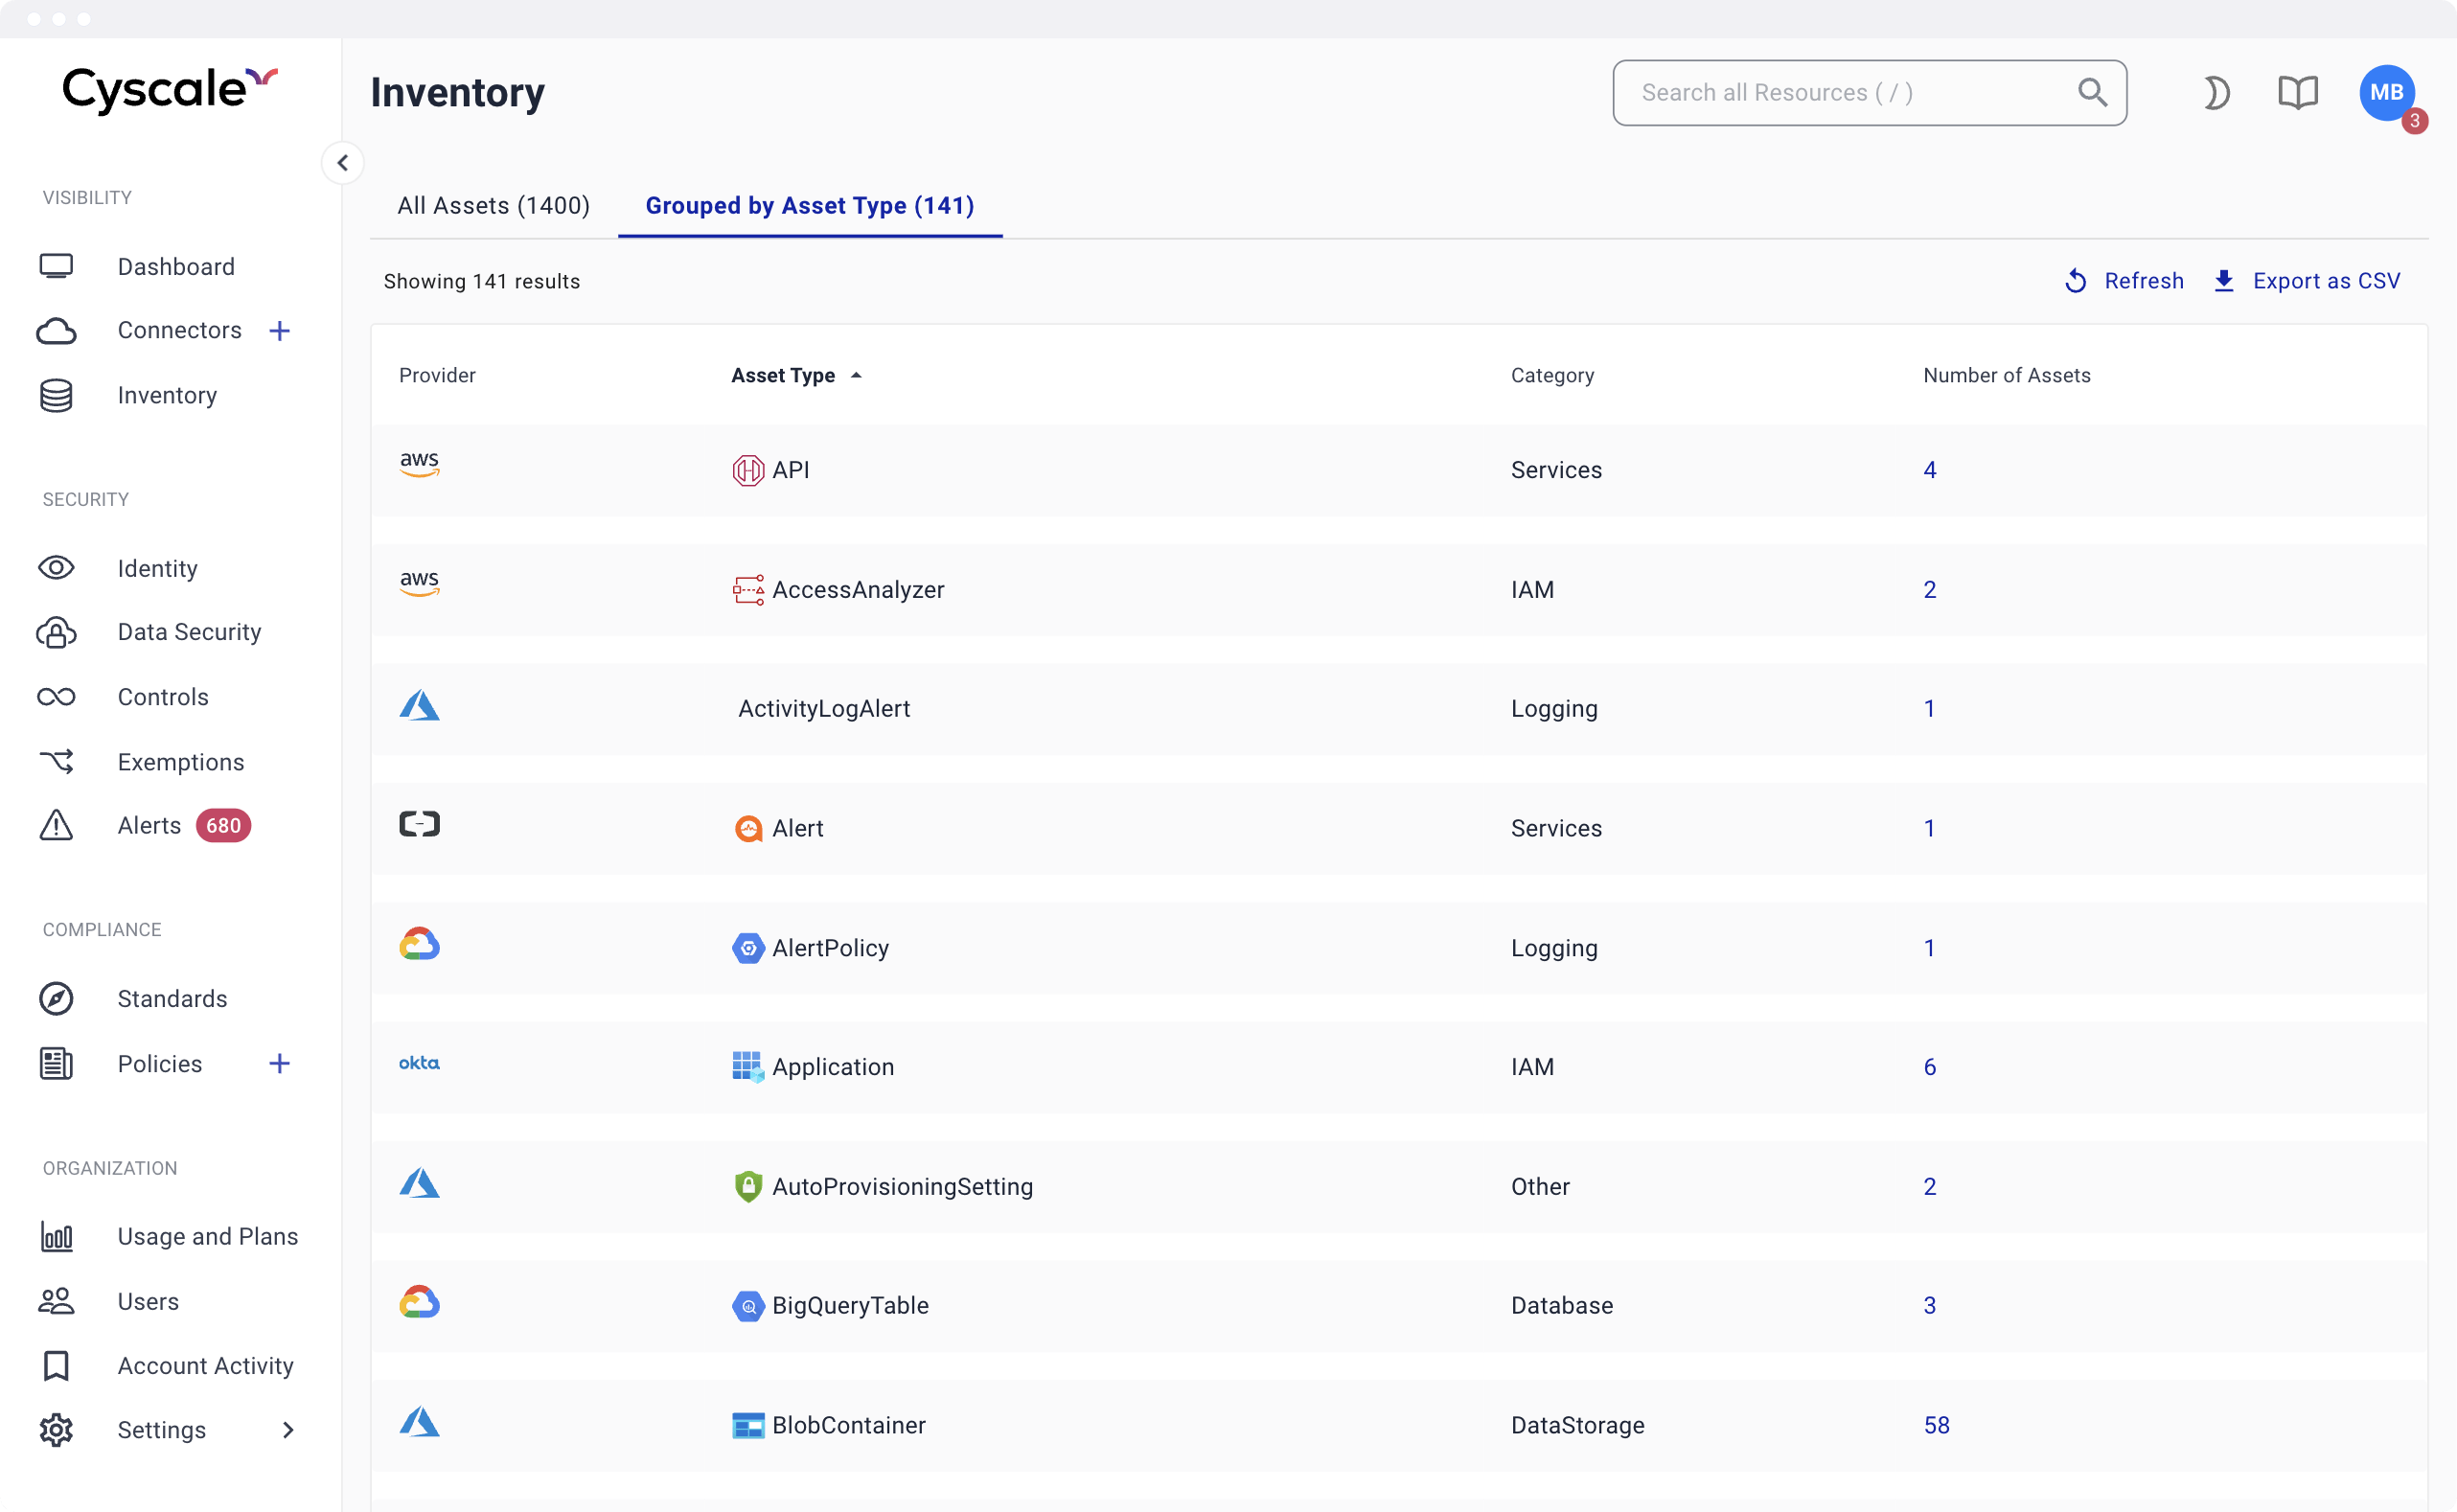 Cyscale
Inventory
Search all Resources ( / )
MB
3
VISIBILITY
Dashboard
Connectors +
Inventory
SECURITY
Identity
Data Security
Controls
Exemptions
Alerts 680
COMPLIANCE
Standards
Policies +
ORGANIZATION
Usage and Plans
Users
Account Activity
Settings
All Assets (1400) Grouped by Asset Type (141)
Showing 141 results Refresh Export as CSV
Provider Asset Type Category Number of Assets
aws API Services 4
aws AccessAnalyzer IAM 2
ActivityLogAlert Logging 1
Alert Services 1
AlertPolicy Logging 1
okta Application IAM 6
AutoProvisioningSetting Other 2
BigQueryTable Database 3
BlobContainer DataStorage 58